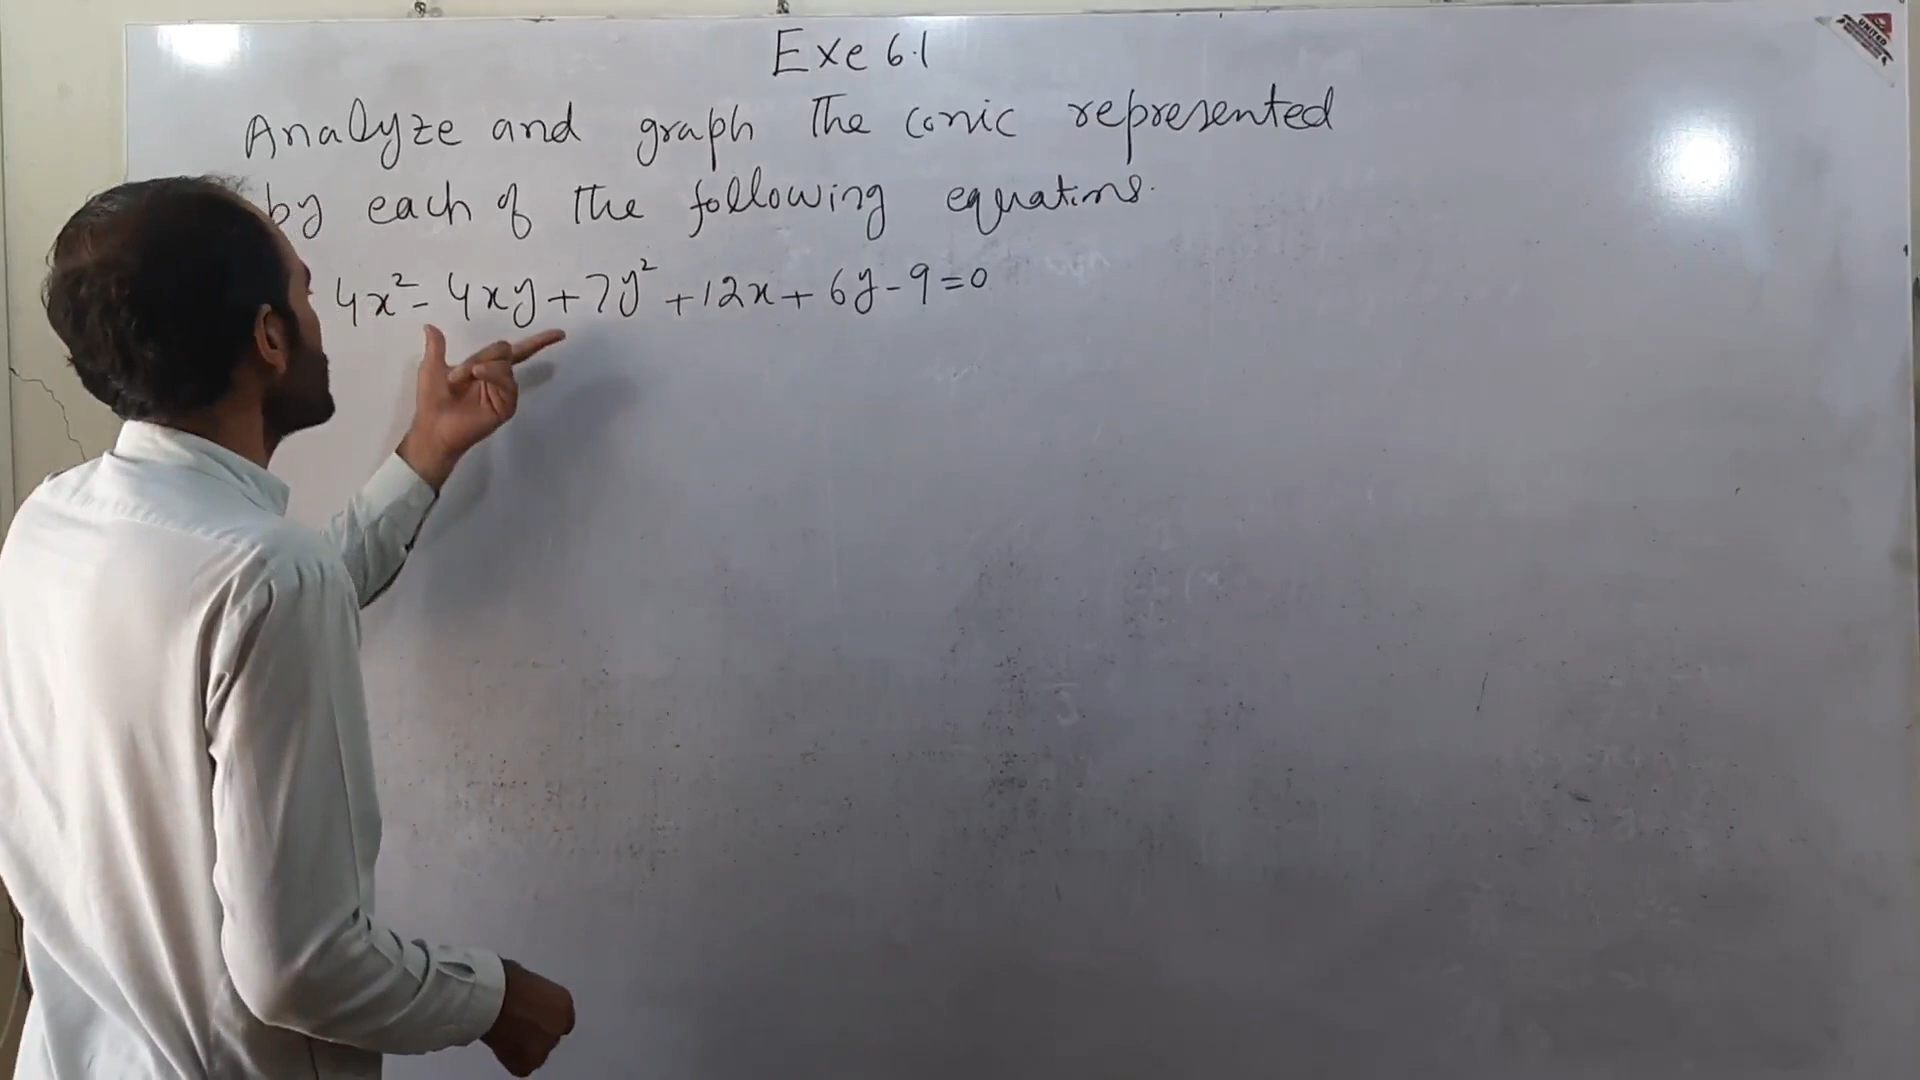 Exe 6.1
Analyze and graph The conic represented
by each of The following equations.
4x² - 4xy + 7y² + 12x + 6y - 9 = 0
UNITED